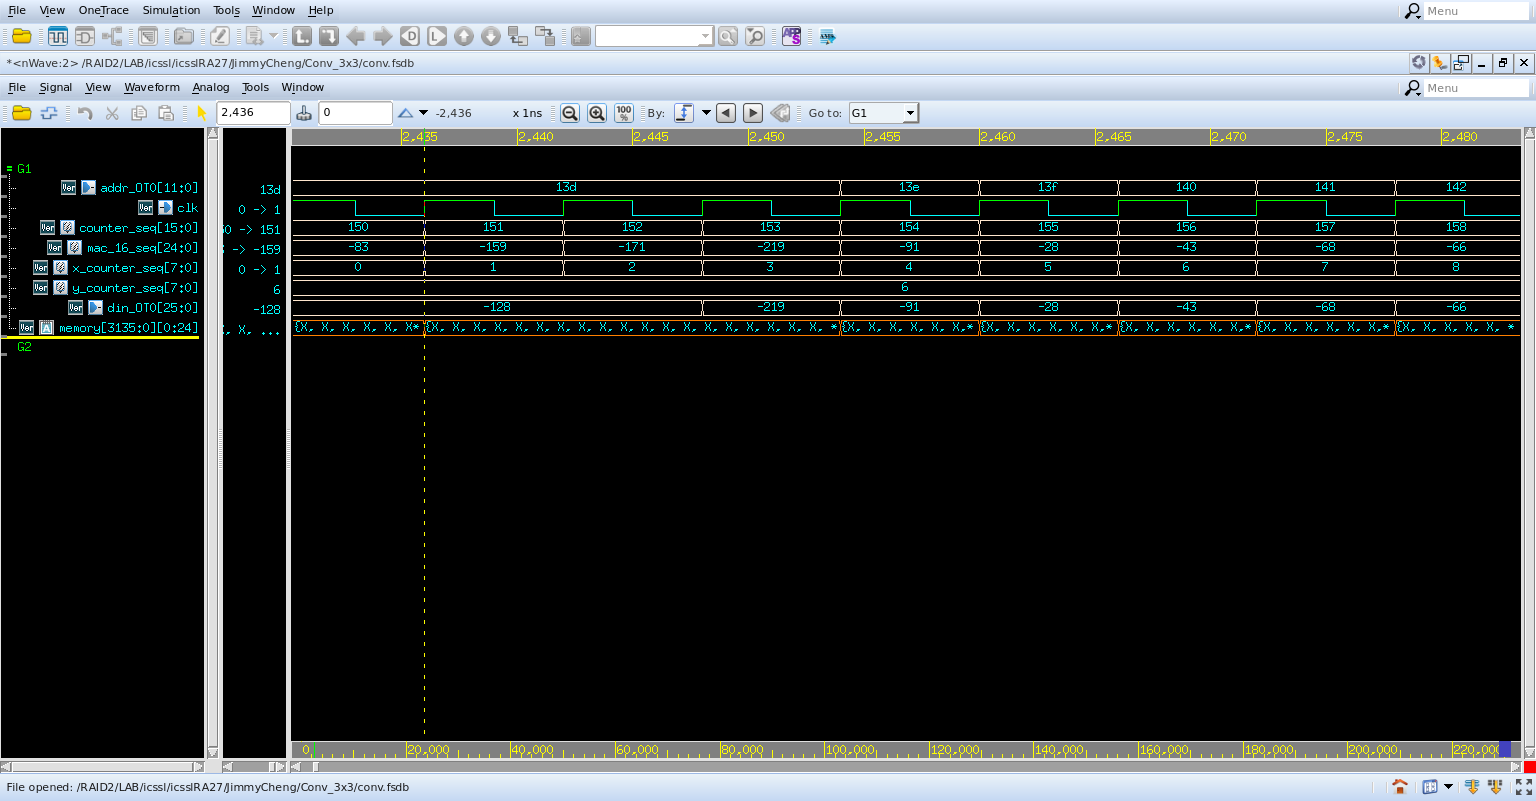 File View OneTrace Simulation Tools Window Help Menu
*<nWave:2> /RAID2/LAB/icssl/icsslRA27/JimmyCheng/Conv_3x3/conv.fsdb
File Signal View Waveform Analog Tools Window Menu
2,436 0 -2,436 x 1ns 100% By: Go to: G1
2,435 2,440 2,445 2,450 2,455 2,460 2,465 2,470 2,475 2,480
G1
addr_OTO[11:0] 13d 13d 13e 13f 140 141 142
clk 0 -> 1
counter_seq[15:0] 0 -> 151 150 151 152 153 154 155 156 157 158
mac_16_seq[24:0] -> -159 -83 -159 -171 -219 -91 -28 -43 -68 -66
x_counter_seq[7:0] 0 -> 1 0 1 2 3 4 5 6 7 8
y_counter_seq[7:0] 6 6
din_OTO[25:0] -128 -128 -219 -91 -28 -43 -68 -66
memory[3135:0][0:24] , X, ... {X, X, X, X, X* {X, X, X, X, X, X, X, X, X, X, X, X, X, X, X, X, X, X, X, * {X, X, X, X, X, X,* {X, X, X, X, X, X* {X, X, X, X, X, X* {X, X, X, X, X, X,* {X, X, X, X, X, *
G2
0 20,000 40,000 60,000 80,000 100,000 120,000 140,000 160,000 180,000 200,000 220,000
File opened: /RAID2/LAB/icssl/icsslRA27/JimmyCheng/Conv_3x3/conv.fsdb